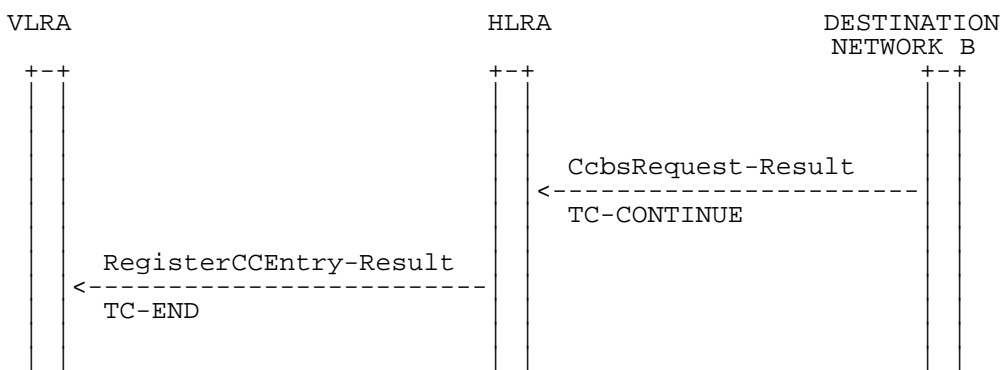 VLRA HLRA DESTINATION
NETWORK B
CcbsRequest-Result
TC-CONTINUE
RegisterCCEntry-Result
TC-END